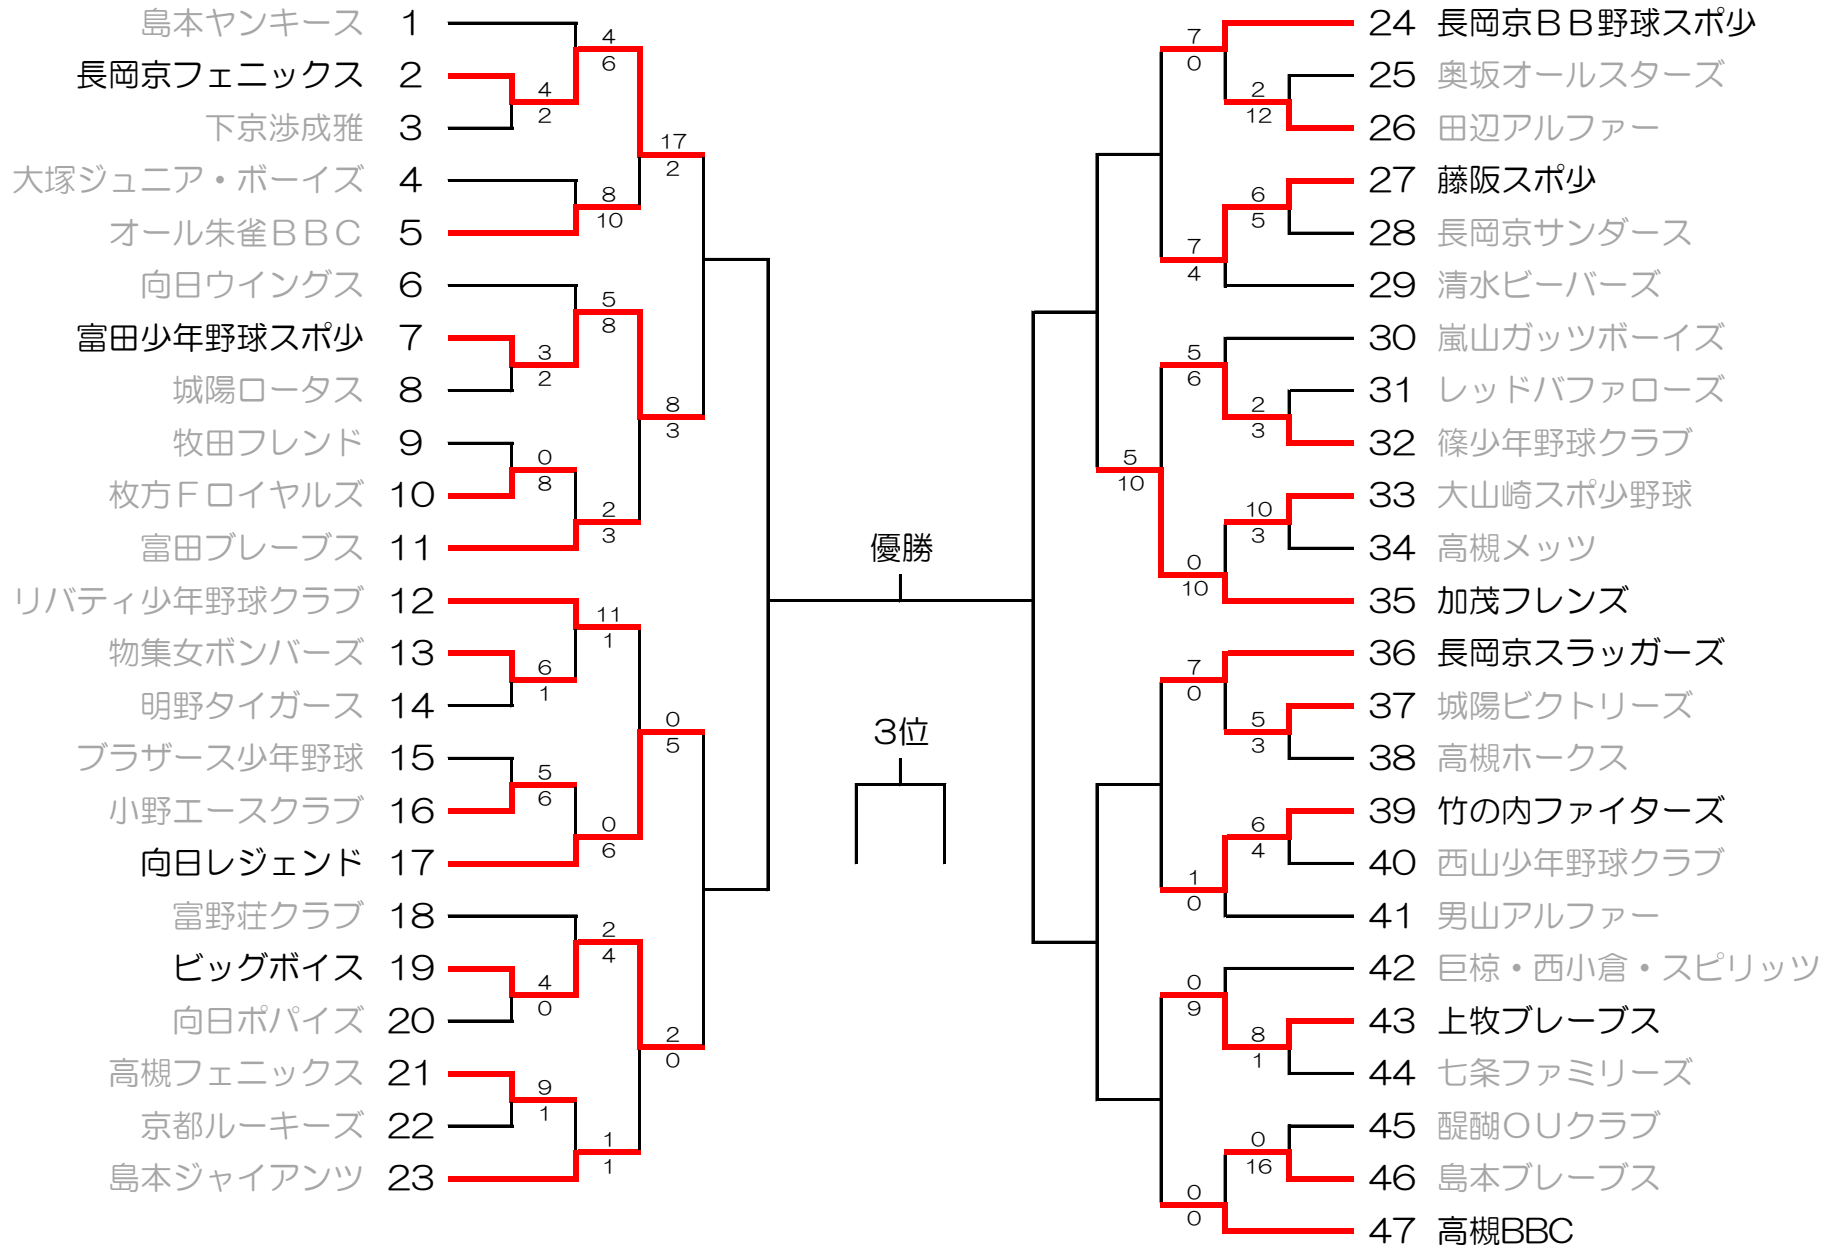 島本ヤンキース 1
長岡京フェニックス 2
下京渉成雅 3
大塚ジュニア・ボーイズ 4
オール朱雀BBC 5
向日ウイングス 6
富田少年野球スポ少 7
城陽ロータス 8
牧田フレンド 9
枚方Fロイヤルズ 10
富田ブレーブス 11
リバティ少年野球クラブ 12
物集女ボンバーズ 13
明野タイガース 14
ブラザース少年野球 15
小野エースクラブ 16
向日レジェンド 17
富野荘クラブ 18
ビッグボイス 19
向日ポパイズ 20
高槻フェニックス 21
京都ルーキーズ 22
島本ジャイアンツ 23
4
6
4
2
17
2
8
10
5
8
3
2
8
3
0
8
2
3
11
1
6
1
0
5
5
6
0
6
2
4
4
0
2
0
9
1
1
1
優勝
3位
7
0
2
12
6
5
7
4
5
6
2
3
5
10
10
3
0
10
7
0
5
3
6
4
1
0
0
9
8
1
0
16
0
0
24 長岡京BB野球スポ少
25 奥坂オールスターズ
26 田辺アルファー
27 藤阪スポ少
28 長岡京サンダース
29 清水ビーバーズ
30 嵐山ガッツボーイズ
31 レッドバファローズ
32 篠少年野球クラブ
33 大山崎スポ少野球
34 高槻メッツ
35 加茂フレンズ
36 長岡京スラッガーズ
37 城陽ビクトリーズ
38 高槻ホークス
39 竹の内ファイターズ
40 西山少年野球クラブ
41 男山アルファー
42 巨椋・西小倉・スピリッツ
43 上牧ブレーブス
44 七条ファミリーズ
45 醍醐OUクラブ
46 島本ブレーブス
47 高槻BBC